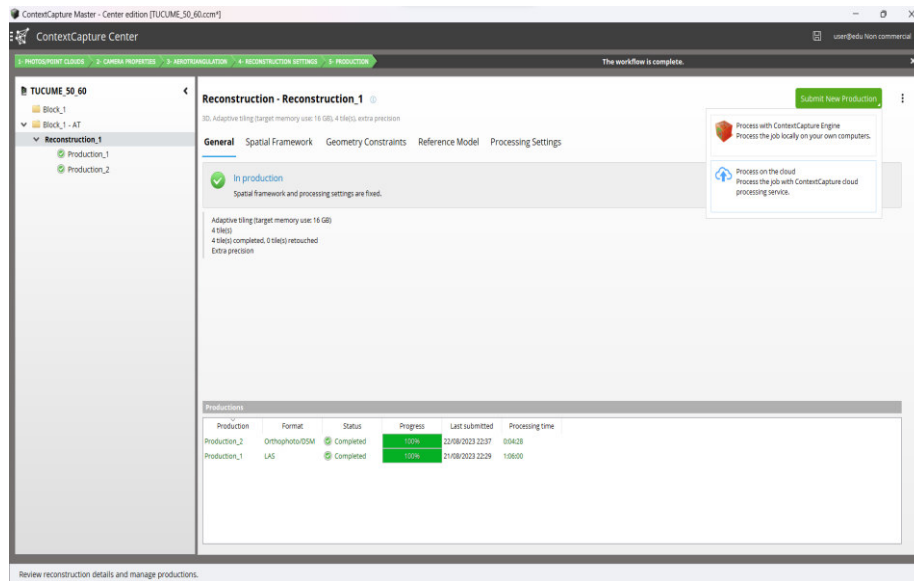 ContextCapture Master - Center edition [TUCUME_50_60.ccm*]
ContextCapture Center
user@edu Non commercial
1- PHOTOS/POINT CLOUDS 2- CAMERA PROPERTIES 3- AEROTRIANGULATION 4- RECONSTRUCTION SETTINGS 5- PRODUCTION
The workflow is complete.
TUCUME_50_60
Block_1
Block_1 - AT
Reconstruction_1
Production_1
Production_2
Reconstruction - Reconstruction_1
Submit New Production
3D, Adaptive tiling (target memory use: 16 GB), 4 tile(s), extra precision
General Spatial Framework Geometry Constraints Reference Model Processing Settings
Process with ContextCapture Engine
Process the job locally on your own computers.
Process on the cloud
Process the job with ContextCapture cloud
processing service.
In production
Spatial framework and processing settings are fixed.
Adaptive tiling (target memory use: 16 GB)
4 tile(s)
4 tile(s) completed, 0 tile(s) retouched
Extra precision
Productions
Production Format Status Progress Last submitted Processing time
Production_2 Orthophoto/DSM Completed 100% 22/08/2023 22:37 0:04:28
Production_1 LAS Completed 100% 21/08/2023 22:29 1:06:00
Review reconstruction details and manage productions.